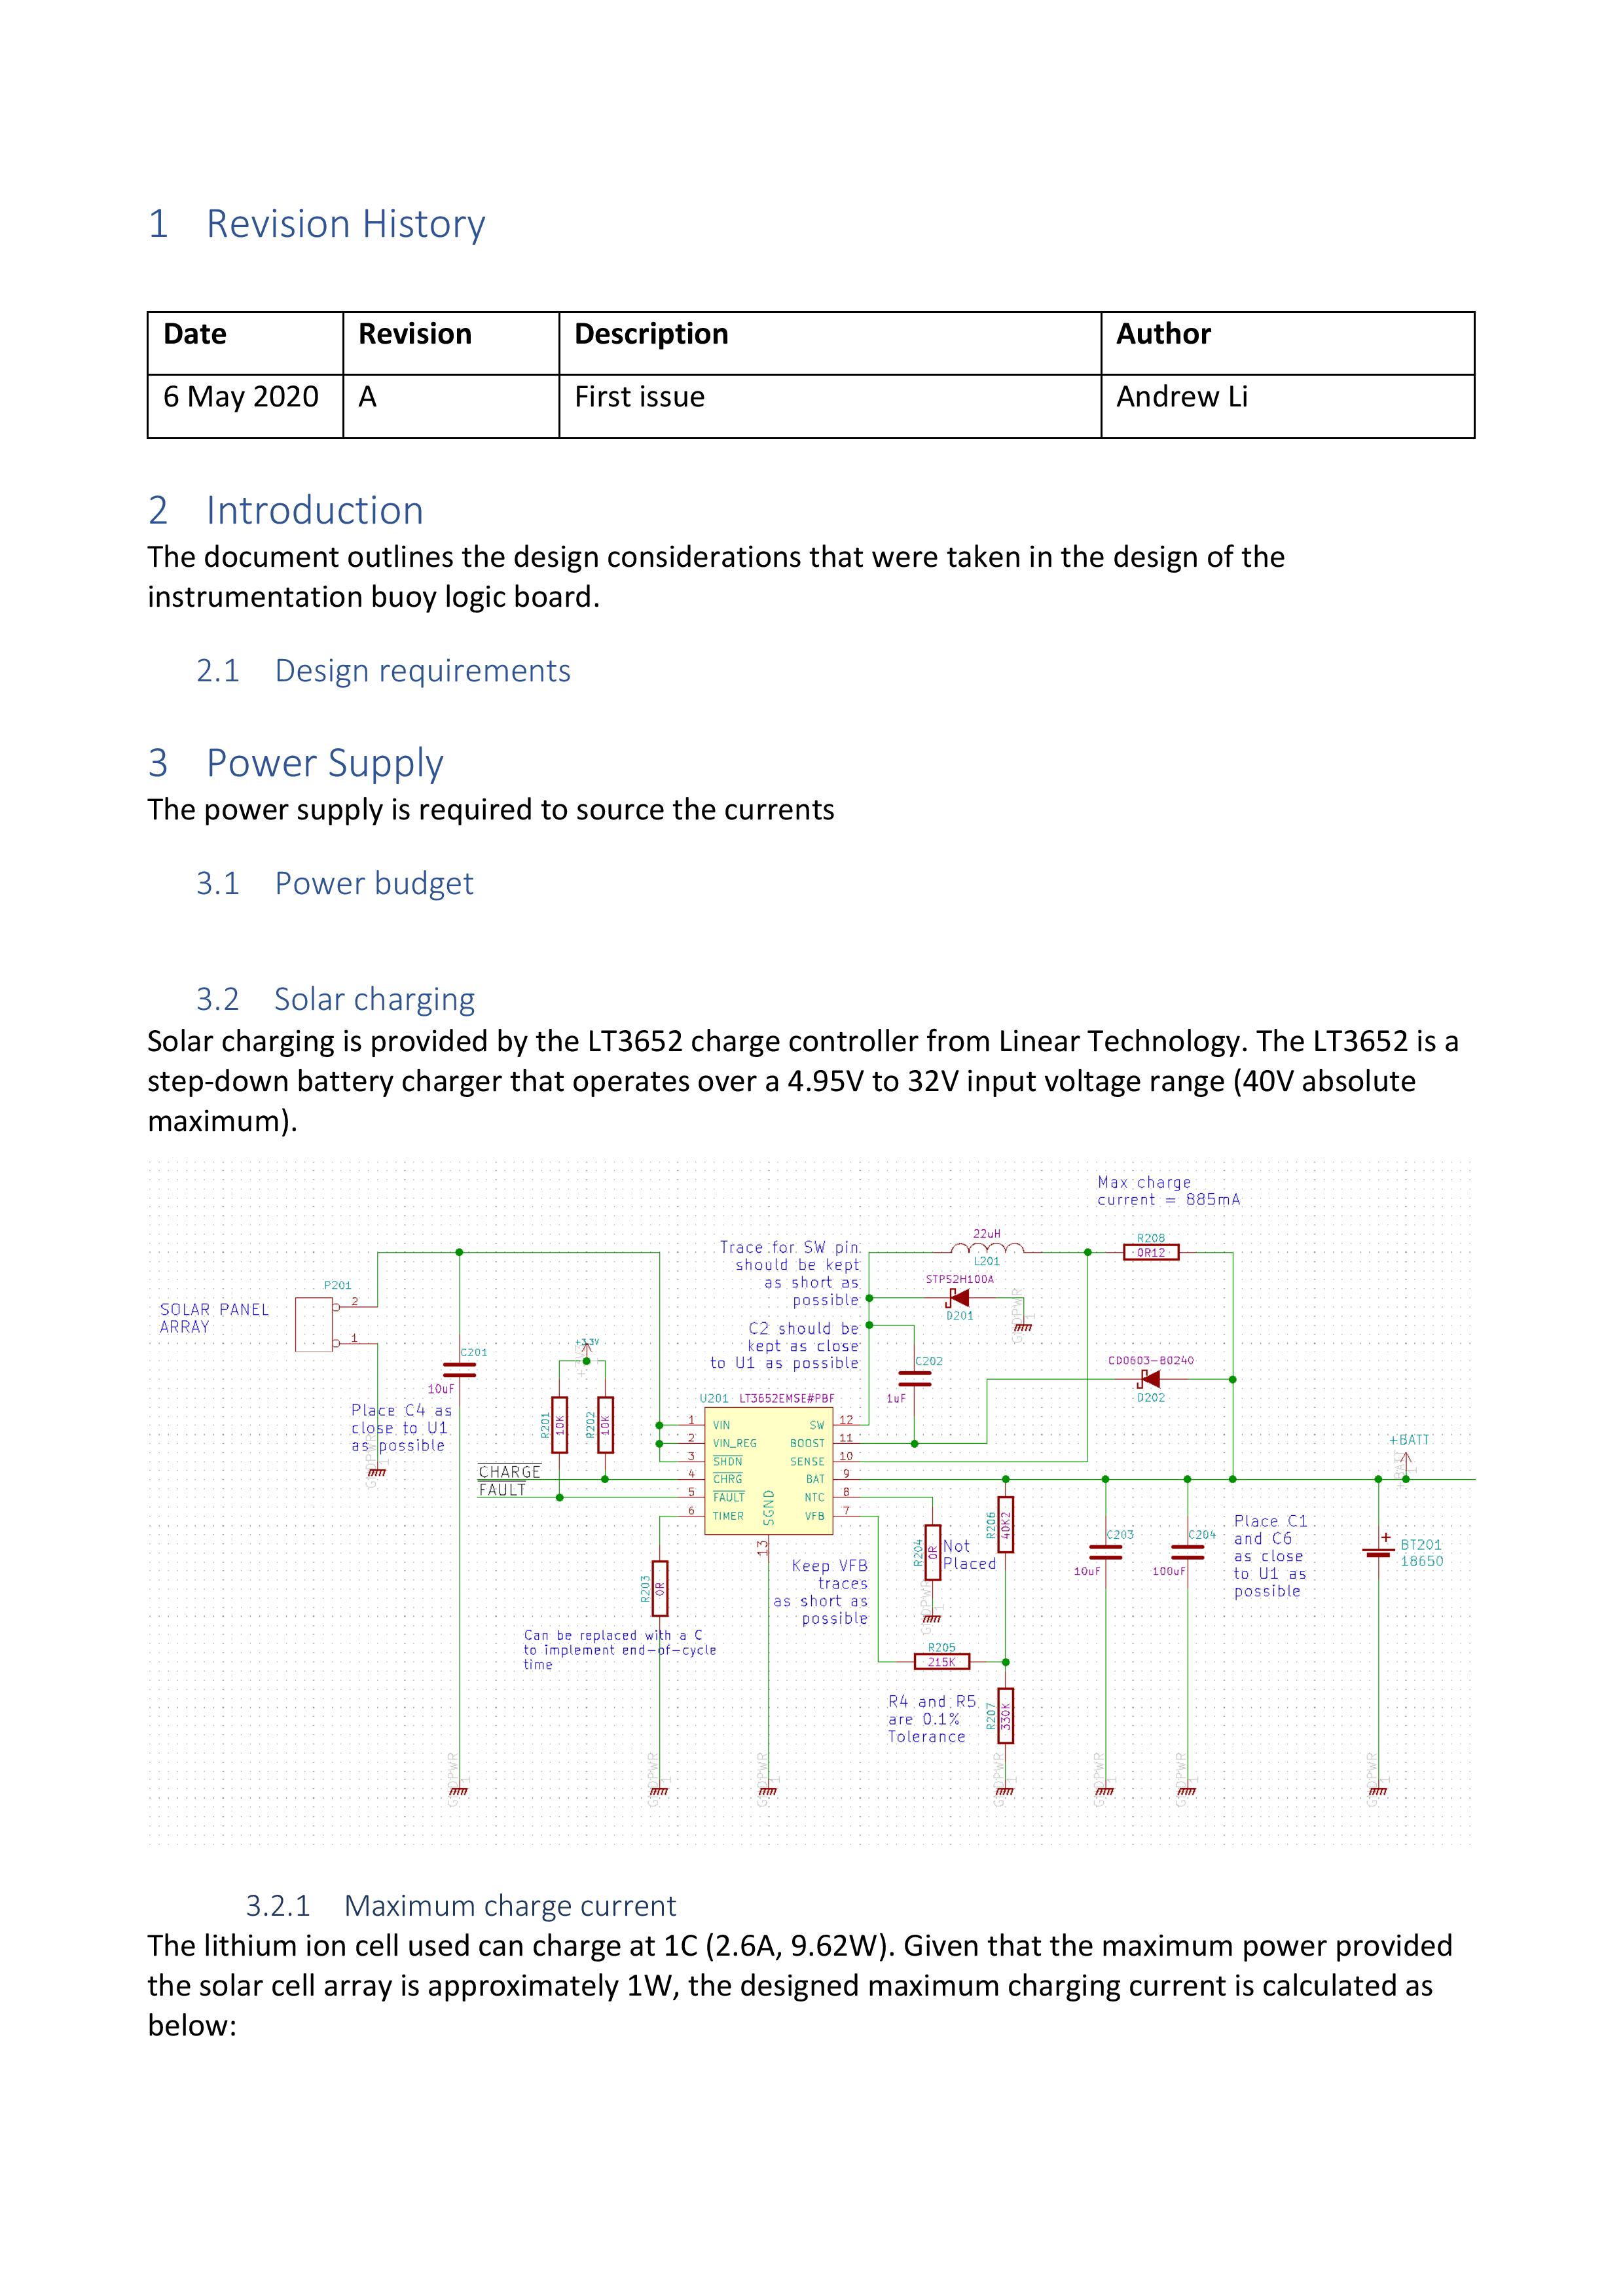 1 Revision History
Date Revision Description Author
6 May 2020 A First issue Andrew Li
2 Introduction
The document outlines the design considerations that were taken in the design of the
instrumentation buoy logic board.
2.1 Design requirements
3 Power Supply
The power supply is required to source the currents
3.1 Power budget
3.2 Solar charging
Solar charging is provided by the LT3652 charge controller from Linear Technology. The LT3652 is a
step-down battery charger that operates over a 4.95V to 32V input voltage range (40V absolute
maximum).
Max charge
current = 885mA
22uH
L201
R208
0R12
Trace for SW pin
should be kept
as short as
possible
STPS2H100A
D201
GNDPWR
P201
2
1
SOLAR PANEL
ARRAY
C2 should be
kept as close
to U1 as possible
C201
10uF
+3.3V
C202
1uF
CD0603-B0240
D202
Place C4 as
close to U1
as possible
GNDPWR
R201
10K
R202
10K
U201 LT3652EMSE#PBF
1 VIN SW 12
2 VIN_REG BOOST 11
3 SHDN SENSE 10
4 CHRG BAT 9
5 FAULT NTC 8
6 TIMER VFB 7
SGND
13
CHARGE
FAULT
+BATT
R203
0R
Keep VFB
traces
as short as
possible
R204
0R
Not
Placed
GNDPWR
R206
40K2
C203
10uF
C204
100uF
Place C1
and C6
as close
to U1 as
possible
BT201
18650
Can be replaced with a C
to implement end-of-cycle
time
R205
215K
R4 and R5
are 0.1%
Tolerance
R207
330K
GNDPWR
GNDPWR
GNDPWR
GNDPWR
GNDPWR
GNDPWR
GNDPWR
3.2.1 Maximum charge current
The lithium ion cell used can charge at 1C (2.6A, 9.62W). Given that the maximum power provided
the solar cell array is approximately 1W, the designed maximum charging current is calculated as
below: